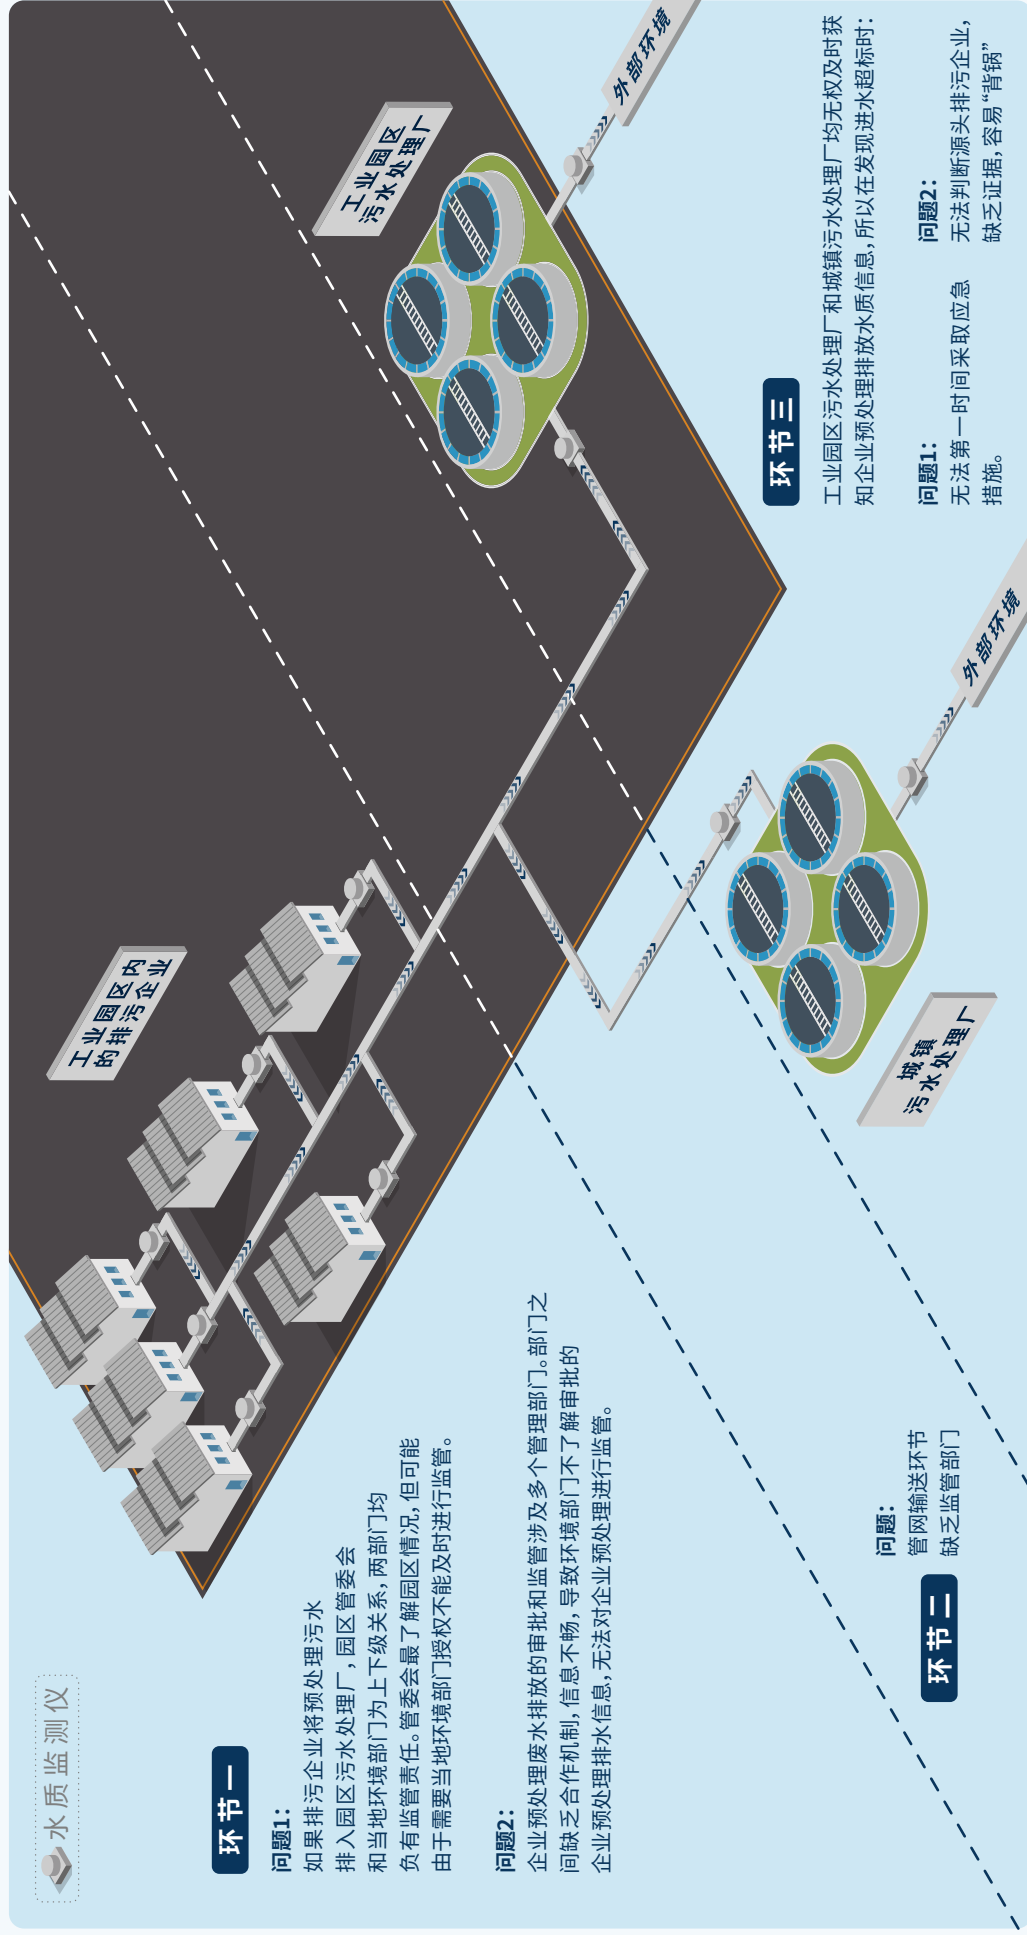 水质监测仪
环节一
问题1：
如果排污企业将预处理污水
排入园区污水处理厂，园区管委会
和当地环境部门为上下级关系，两部门均
负有监管责任。管委会最了解园区情况，但可能
由于需要当地环境部门授权不能及时进行监管。
问题2：
企业预处理废水排放的审批和监管涉及多个管理部门。部门之
间缺乏合作机制，信息不畅，导致环境部门不了解审批的
企业预处理排水信息，无法对企业预处理进行监管。
工业园区内
的排污企业
环节二
问题：
管网输送环节
缺乏监管部门
城镇
污水处理厂
外部环境
工业园区
污水处理厂
外部环境
环节三
工业园区污水处理厂和城镇污水处理厂均无权及时获
知企业预处理排放水质信息，所以在发现进水超标时：
问题1：
无法第一时间采取应急
措施。
问题2：
无法判断源头排污企业，
缺乏证据，容易“背锅”